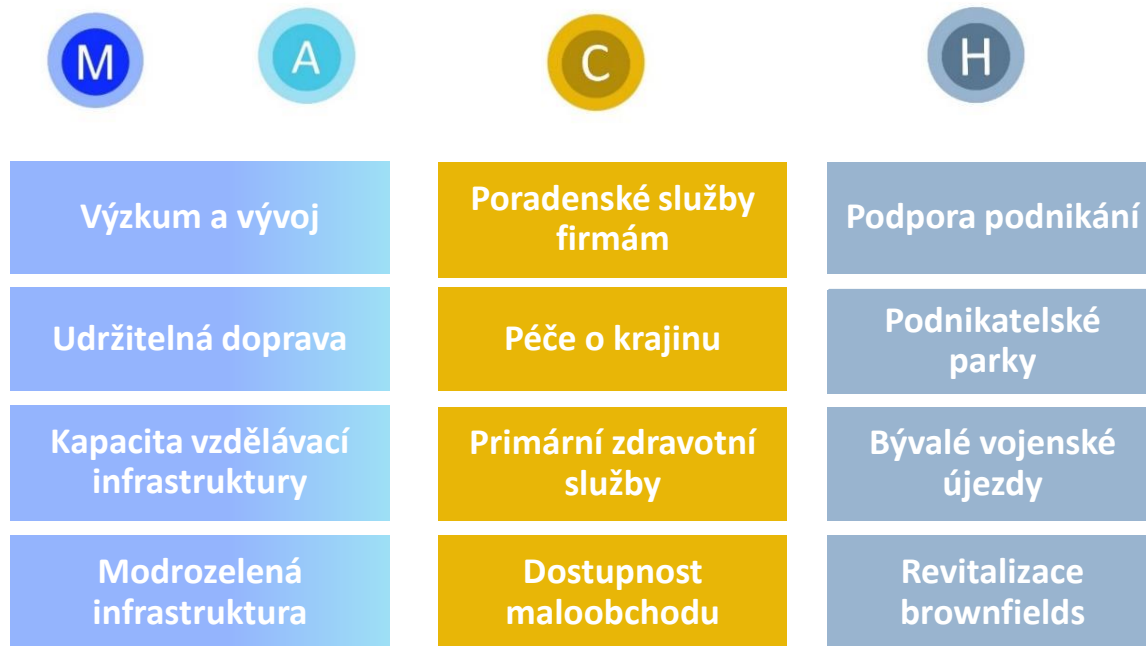 M
A
C
H
Výzkum a vývoj
Poradenské služby
firmám
Podpora podnikání
Udržitelná doprava
Péče o krajinu
Podnikatelské
parky
Kapacita vzdělávací
infrastruktury
Primární zdravotní
služby
Bývalé vojenské
újezdy
Modrozelená
infrastruktura
Dostupnost
maloobchodu
Revitalizace
brownfields